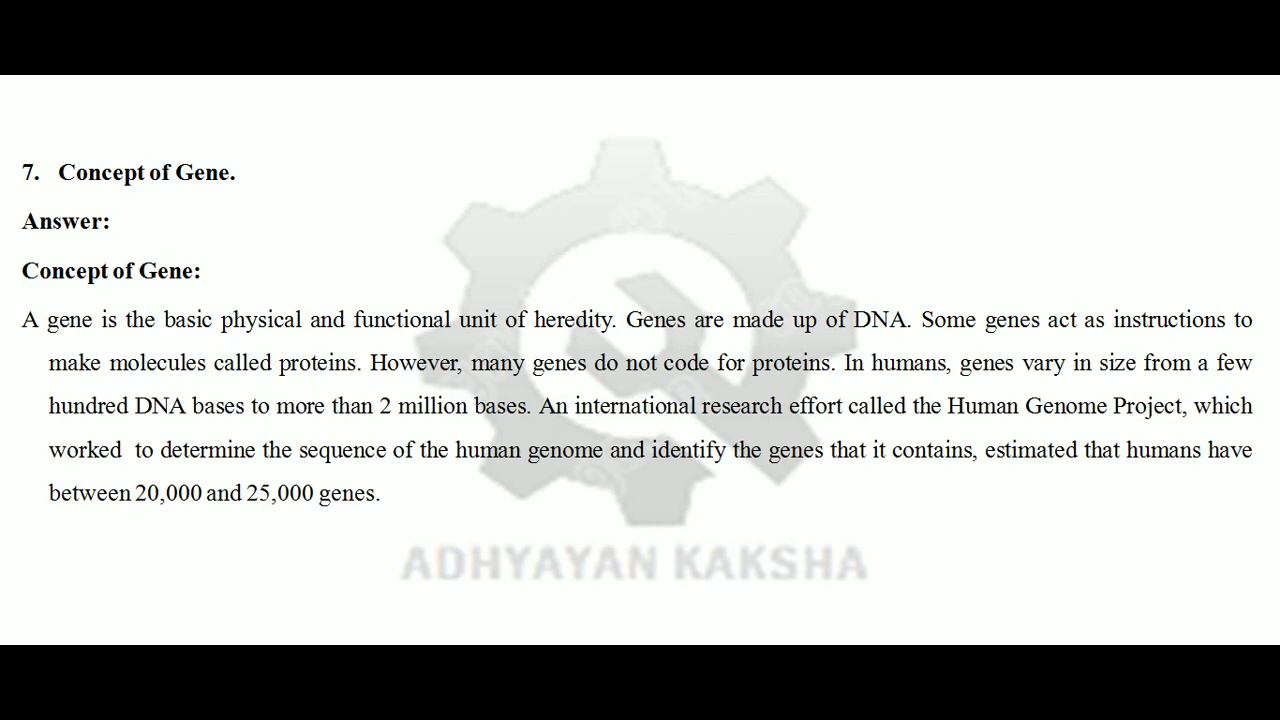 7. Concept of Gene.
Answer:
Concept of Gene:
A gene is the basic physical and functional unit of heredity. Genes are made up of DNA. Some genes act as instructions to
make molecules called proteins. However, many genes do not code for proteins. In humans, genes vary in size from a few
hundred DNA bases to more than 2 million bases. An international research effort called the Human Genome Project, which
worked to determine the sequence of the human genome and identify the genes that it contains, estimated that humans have
between 20,000 and 25,000 genes.
ADHYAYAN KAKSHA